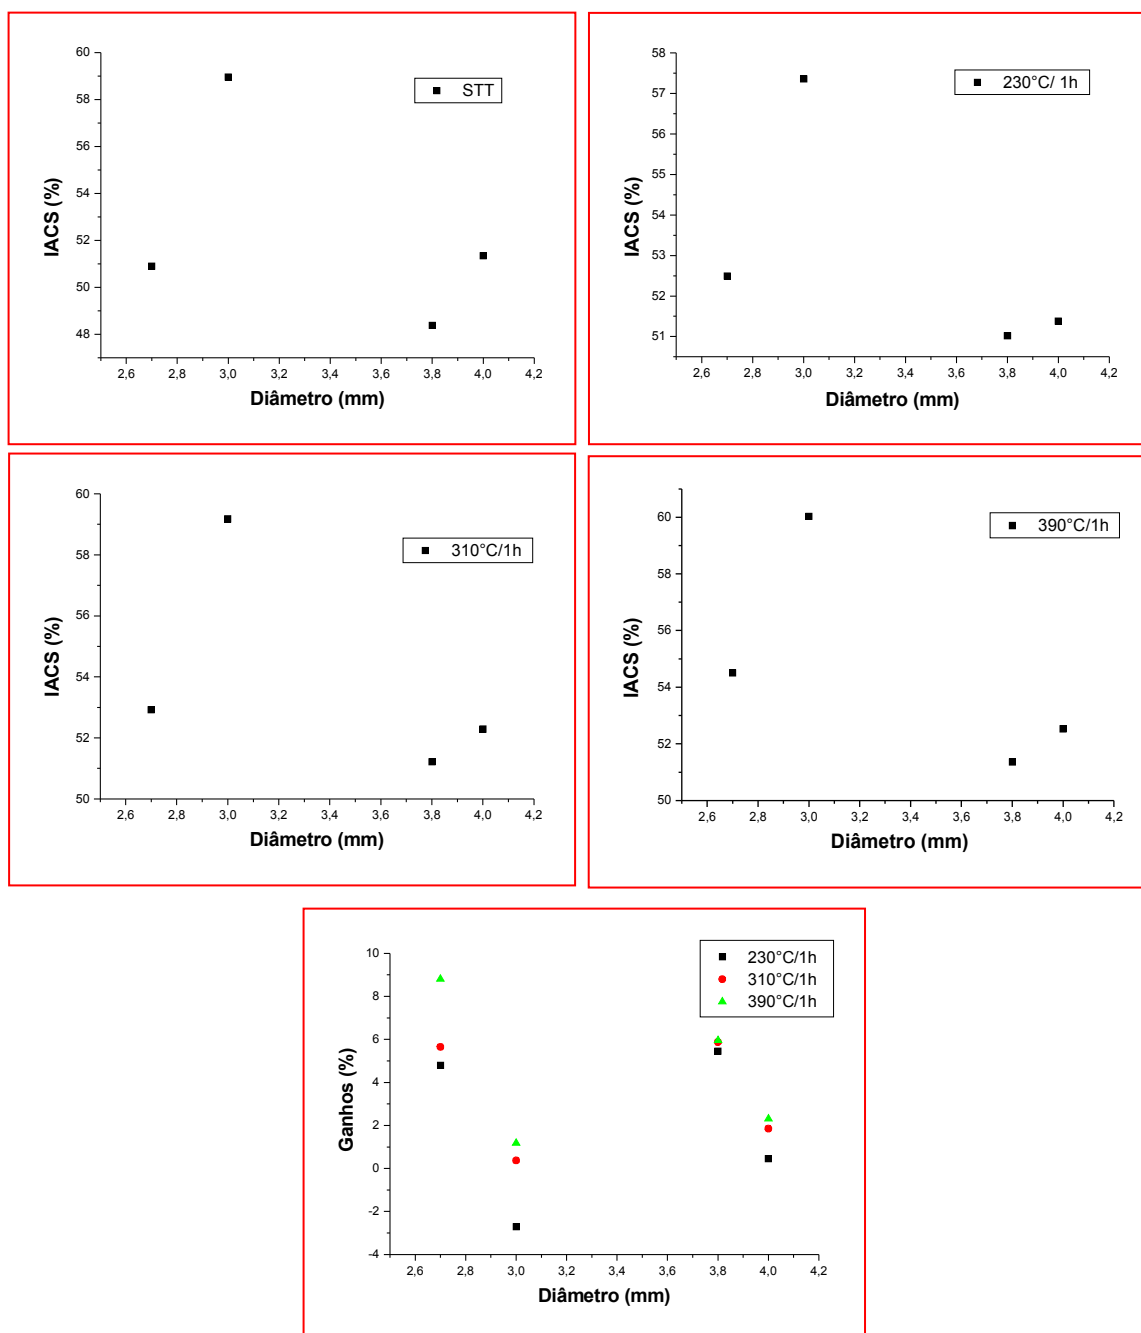 60
58
56
54
52
50
48
IACS (%)
STT
2,6 2,8 3,0 3,2 3,4 3,6 3,8 4,0 4,2
Diâmetro (mm)
58
57
56
55
54
53
52
51
IACS (%)
230°C/ 1h
2,6 2,8 3,0 3,2 3,4 3,6 3,8 4,0 4,2
Diâmetro (mm)
60
58
56
54
52
50
IACS (%)
310°C/1h
2,6 2,8 3,0 3,2 3,4 3,6 3,8 4,0 4,2
Diâmetro (mm)
60
58
56
54
52
50
IACS (%)
390°C/1h
2,6 2,8 3,0 3,2 3,4 3,6 3,8 4,0 4,2
Diâmetro (mm)
10
8
6
4
2
0
-2
-4
Ganhos (%)
230°C/1h
310°C/1h
390°C/1h
2,6 2,8 3,0 3,2 3,4 3,6 3,8 4,0 4,2
Diâmetro (mm)